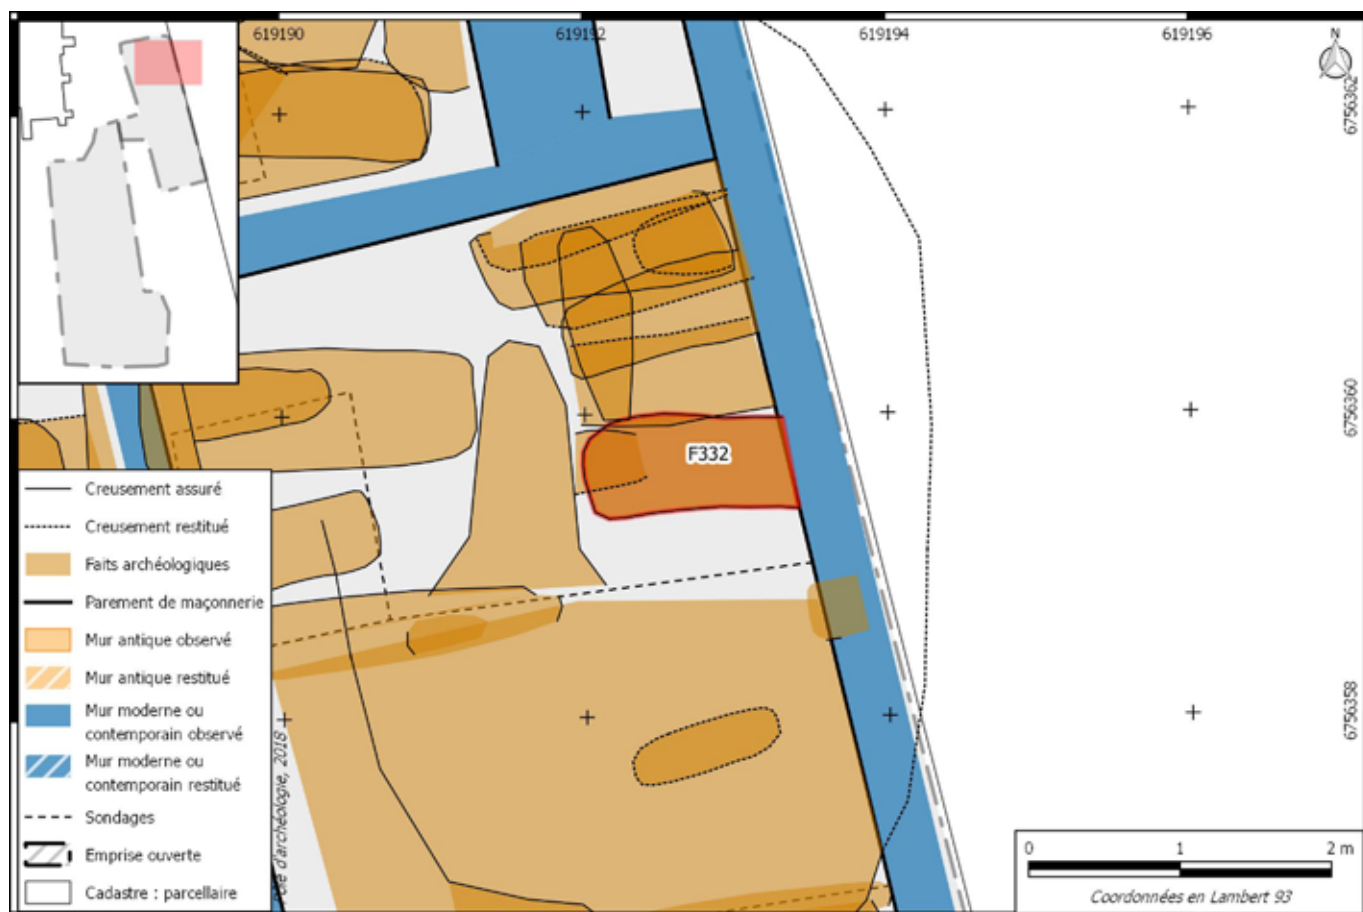 619190
619192
619194
619196
N
6756362
6756360
6756358
F332
Creusement assuré
Creusement restitué
Faits archéologiques
Parement de maçonnerie
Mur antique observé
Mur antique restitué
Mur moderne ou
contemporain observé
Mur moderne ou
contemporain restitué
Sondages
Emprise ouverte
Cadastre : parcellaire
d'archéologie, 2018
0 1 2 m
Coordonnées en Lambert 93